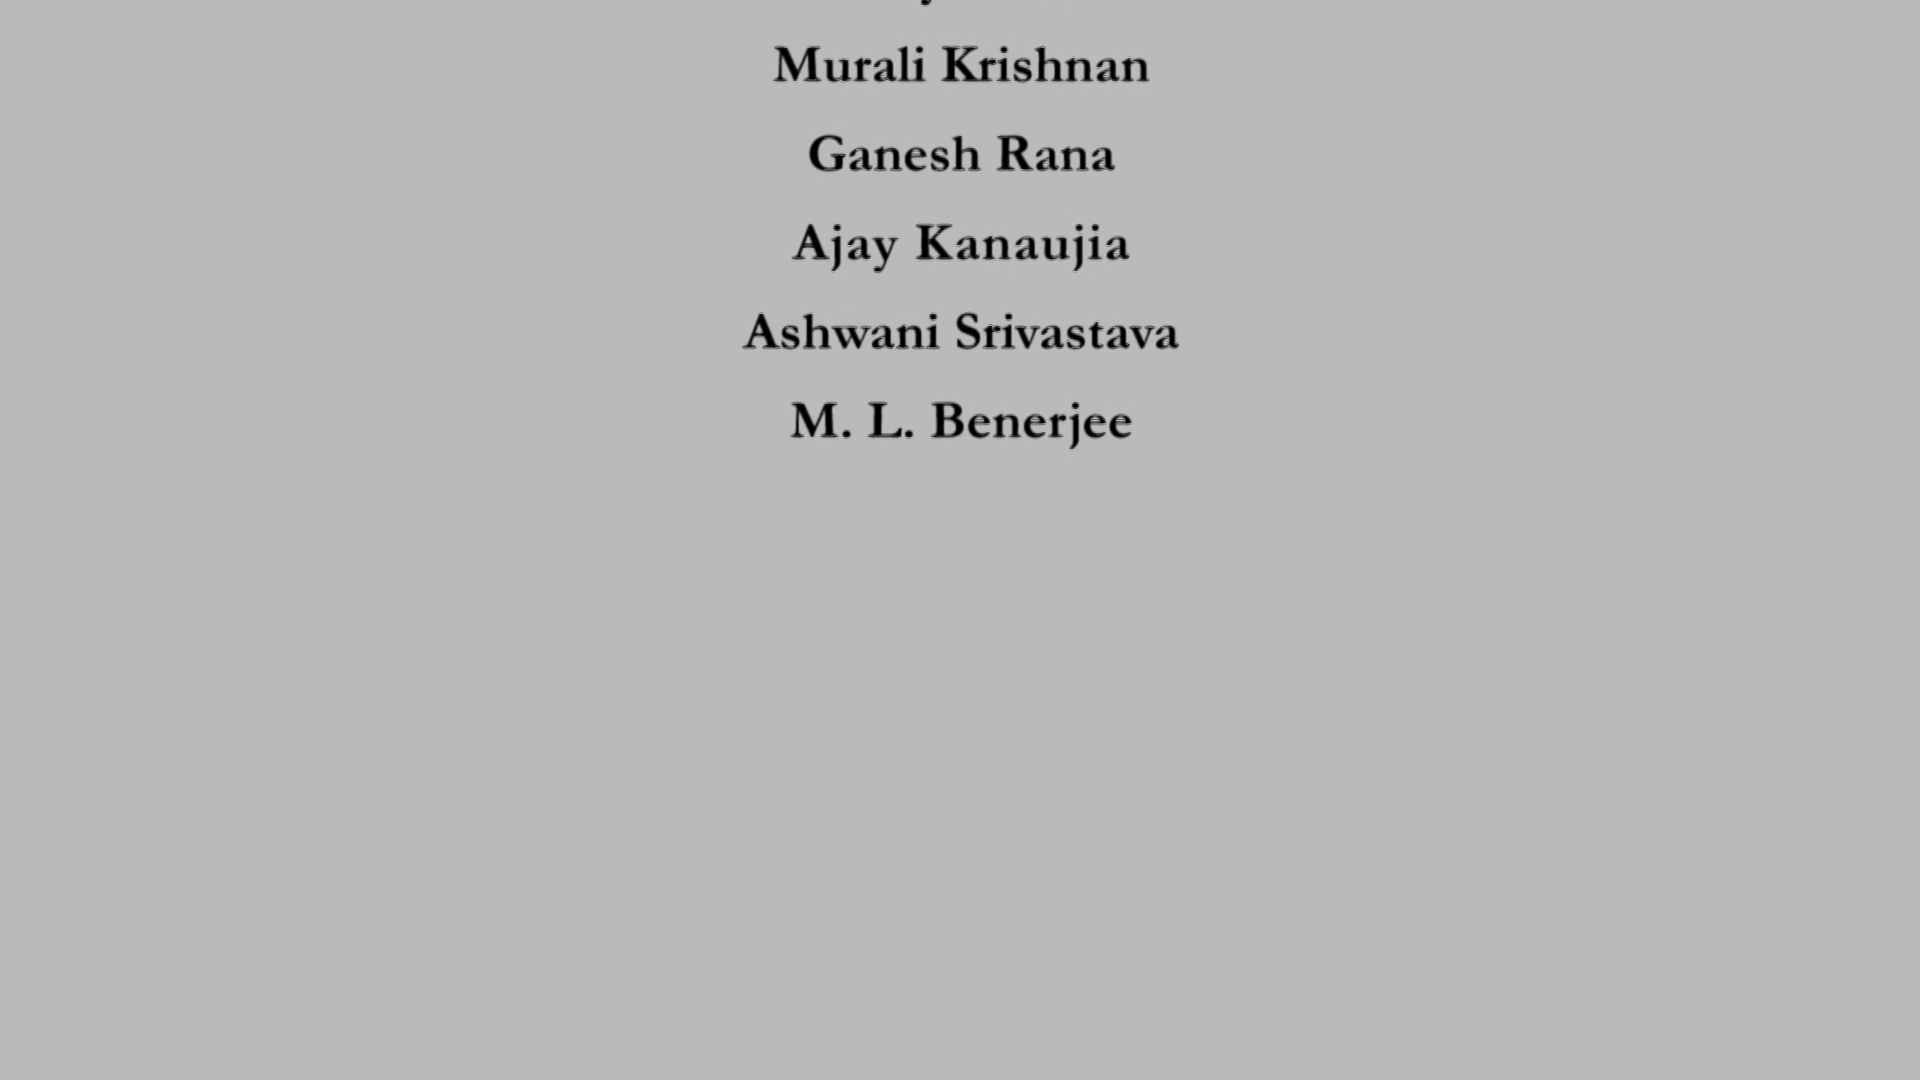 Murali Krishnan
Ganesh Rana
Ajay Kanaujia
Ashwani Srivastava
M. L. Benerjee